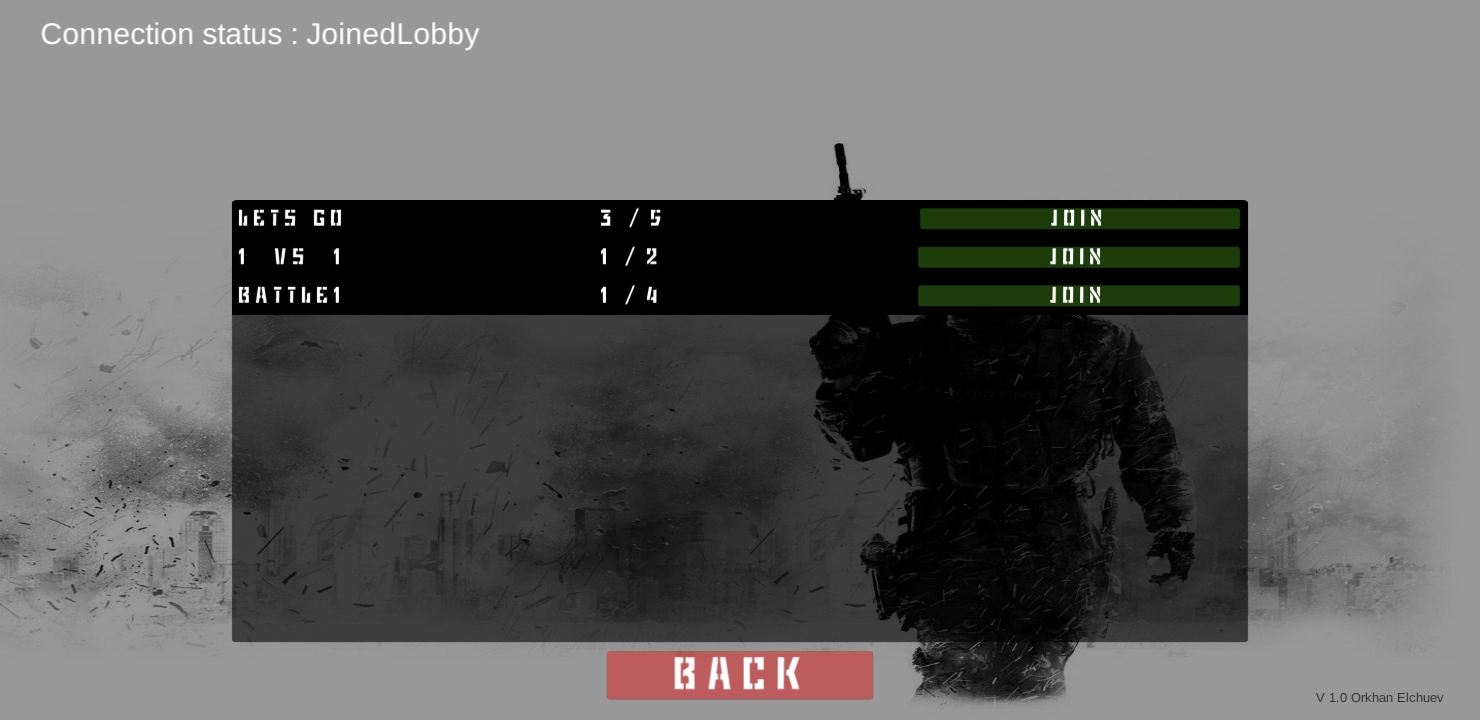 Connection status : JoinedLobby
LETS GO 3 / 5 JOIN
1 VS 1 1 / 2 JOIN
BATTLE1 1 / 4 JOIN
BACK
V 1.0 Orkhan Elchuev